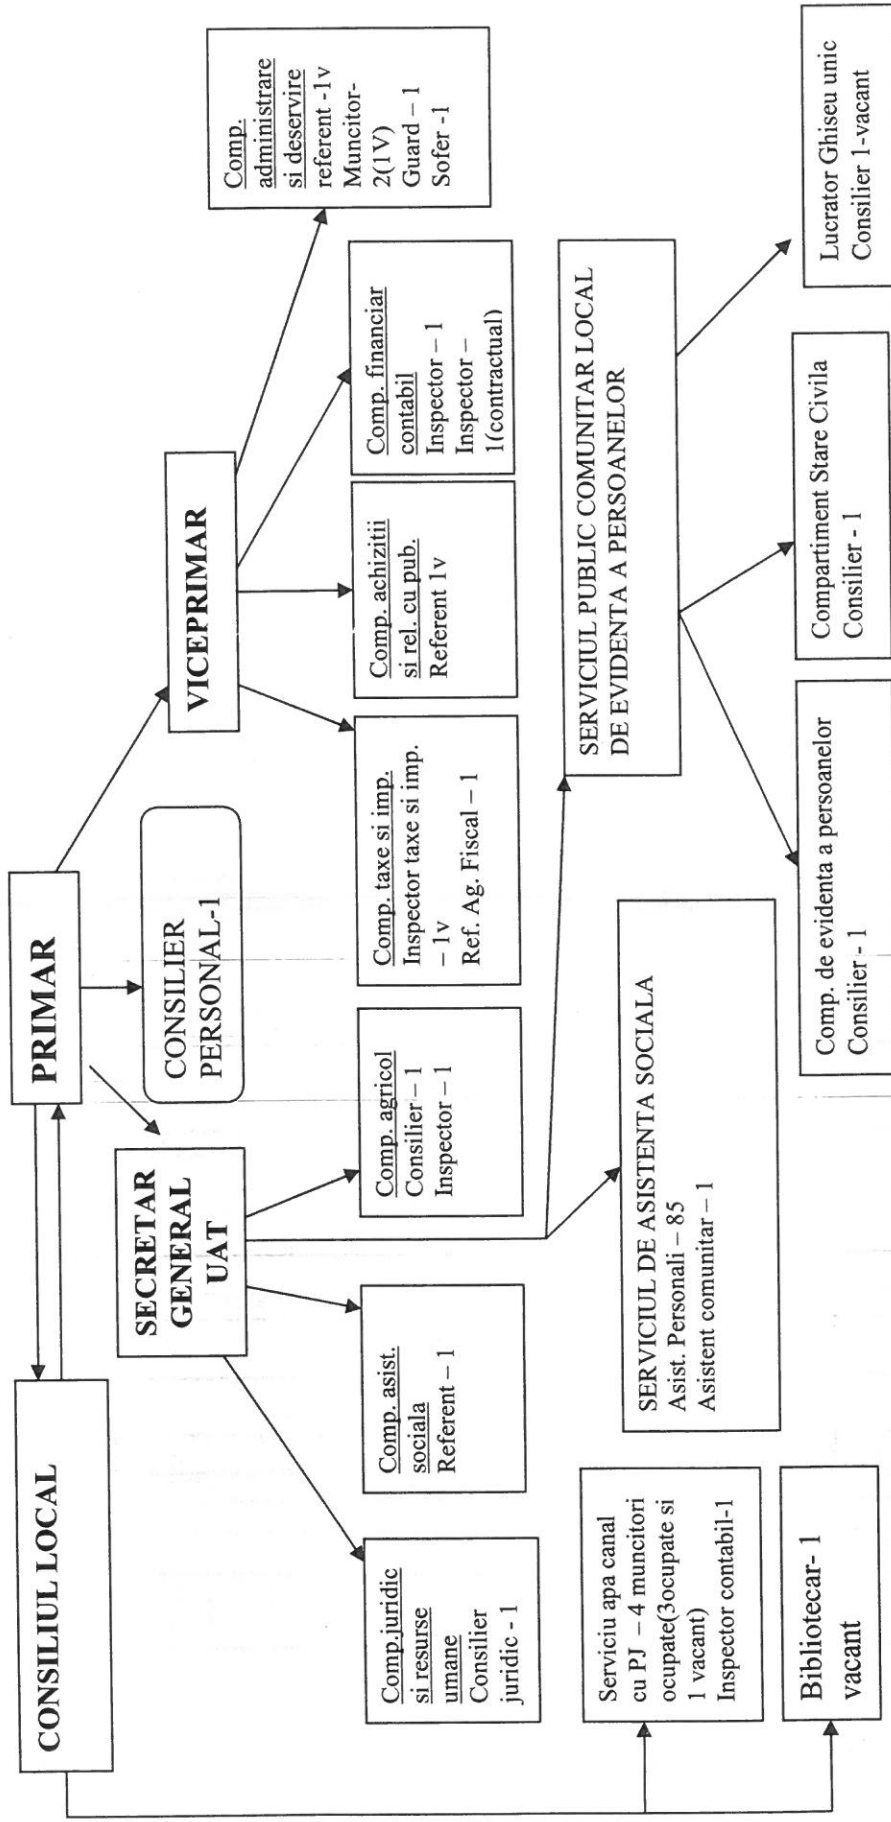 PRIMAR
CONSILIUL LOCAL
CONSILIER
PERSONAL-1
SECRETAR
GENERAL
UAT
VICEPRIMAR
Comp.juridic
si resurse
umane Consilier
juridic - 1
Comp. asist.
sociala
Referent – 1
Comp. agricol
Consilier – 1
Inspector – 1
Comp. taxe si imp.
Inspector taxe si imp.
– 1v
Ref. Ag. Fiscal – 1
Comp. achizitii
si rel. cu pub.
Referent 1v
Comp. financiar
contabil
Inspector – 1
Inspector –
1(contractual)
Comp.
administrare
si deservire
referent -1v
Muncitor-
2(1V)
Guard – 1
Sofer -1
Serviciu apa canal
cu PJ – 4 muncitori
ocupate(3ocupate si
1 vacant)
Inspector contabil-1
SERVICIUL DE ASISTENTA SOCIALA
Asist. Personali – 85
Asistent comunitar – 1
SERVICIUL PUBLIC COMUNITAR LOCAL
DE EVIDENTA A PERSOANELOR
Bibliotecar- 1
vacant
Comp. de evidenta a persoanelor
Consilier - 1
Compartiment Stare Civila
Consilier - 1
Lucrator Ghiseu unic
Consilier 1-vacant